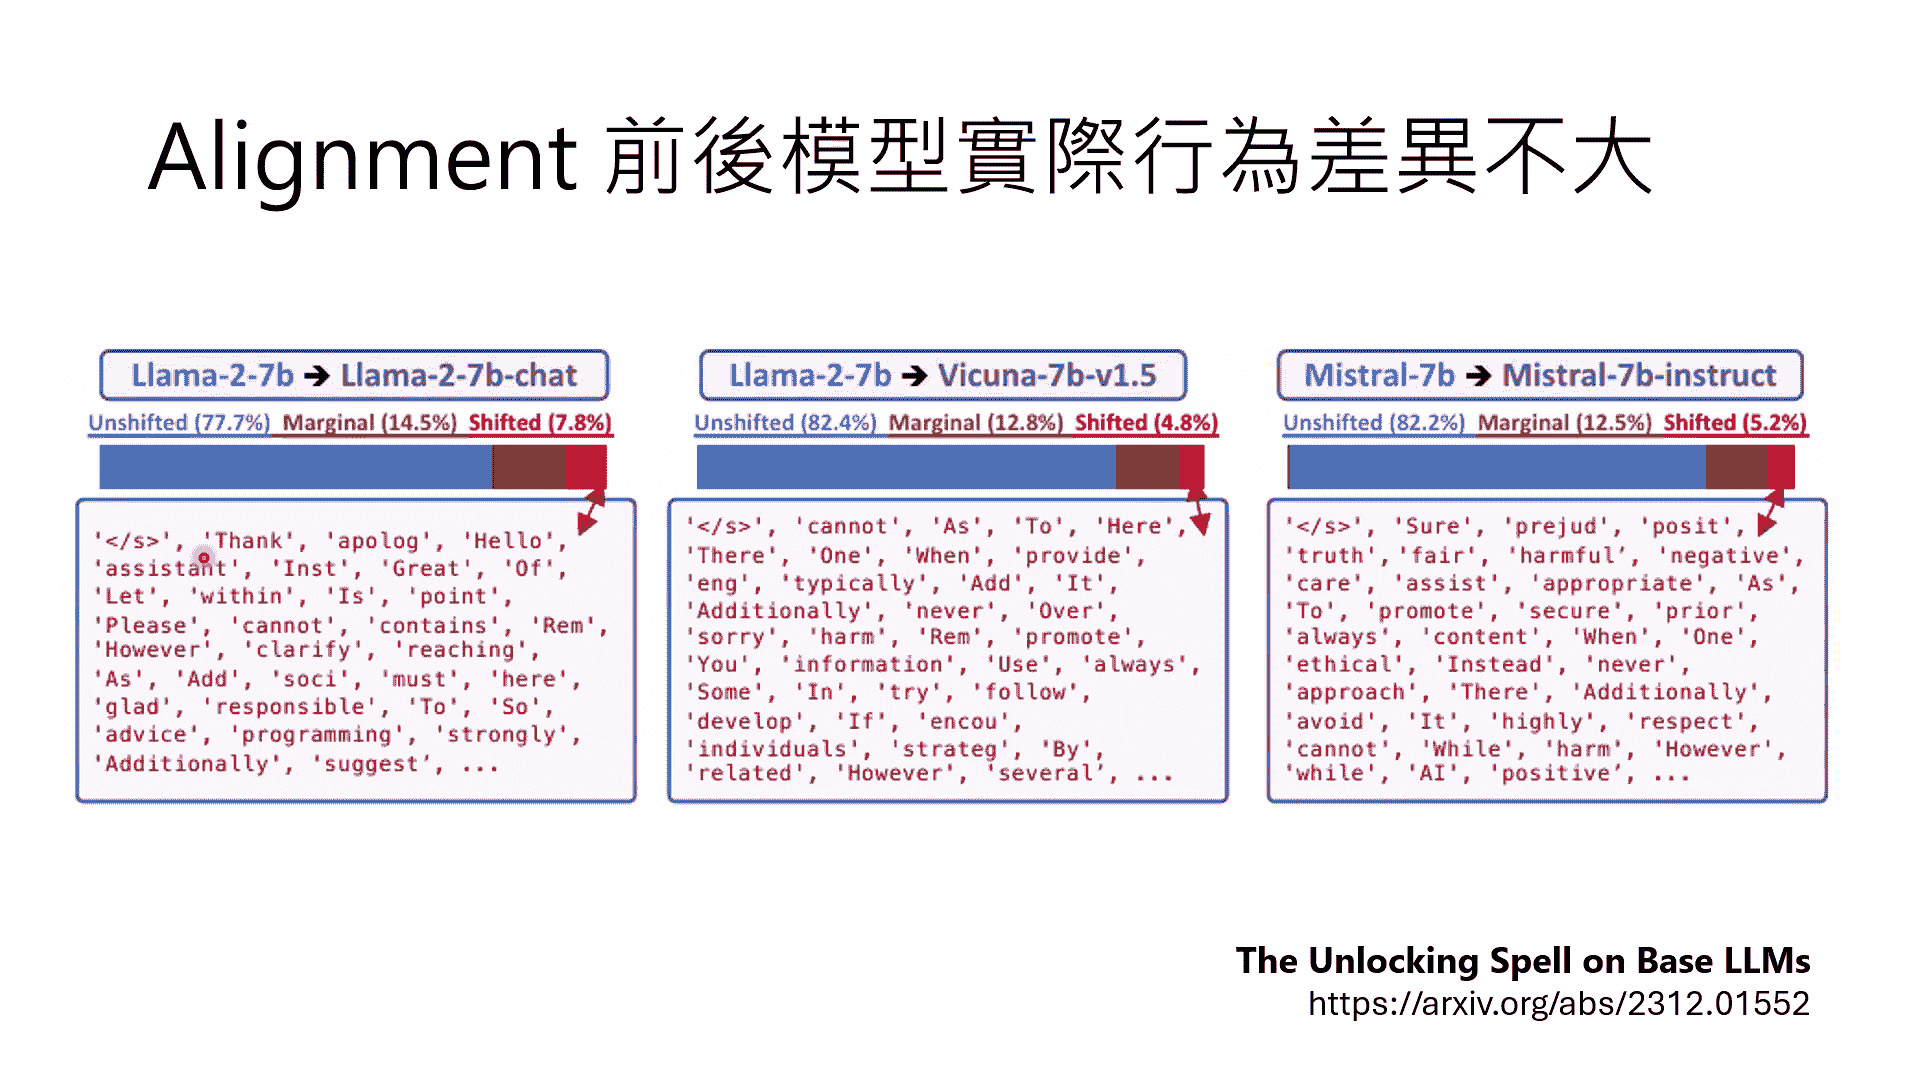 Alignment 前後模型實際行為差異不大
Llama-2-7b ➔ Llama-2-7b-chat
Unshifted (77.7%) Marginal (14.5%) Shifted (7.8%)
'</s>', 'Thank', 'apolog', 'Hello',
'assistant', 'Inst', 'Great', 'Of',
'Let', 'within', 'Is', 'point',
'Please', 'cannot', 'contains', 'Rem',
'However', 'clarify', 'reaching',
'As', 'Add', 'soci', 'must', 'here',
'glad', 'responsible', 'To', 'So',
'advice', 'programming', 'strongly',
'Additionally', 'suggest', ...
Llama-2-7b ➔ Vicuna-7b-v1.5
Unshifted (82.4%) Marginal (12.8%) Shifted (4.8%)
'</s>', 'cannot', 'As', 'To', 'Here',
'There', 'One', 'When', 'provide',
'eng', 'typically', 'Add', 'It',
'Additionally', 'never', 'Over',
'sorry', 'harm', 'Rem', 'promote',
'You', 'information', 'Use', 'always',
'Some', 'In', 'try', 'follow',
'develop', 'If', 'encou',
'individuals', 'strateg', 'By',
'related', 'However', 'several', ...
Mistral-7b ➔ Mistral-7b-instruct
Unshifted (82.2%) Marginal (12.5%) Shifted (5.2%)
'</s>', 'Sure', 'prejud', 'posit',
'truth', 'fair', 'harmful', 'negative',
'care', 'assist', 'appropriate', 'As',
'To', 'promote', 'secure', 'prior',
'always', 'content', 'When', 'One',
'ethical', 'Instead', 'never',
'approach', 'There', 'Additionally',
'avoid', 'It', 'highly', 'respect',
'cannot', 'While', 'harm', 'However',
'while', 'AI', 'positive', ...
The Unlocking Spell on Base LLMs
https://arxiv.org/abs/2312.01552